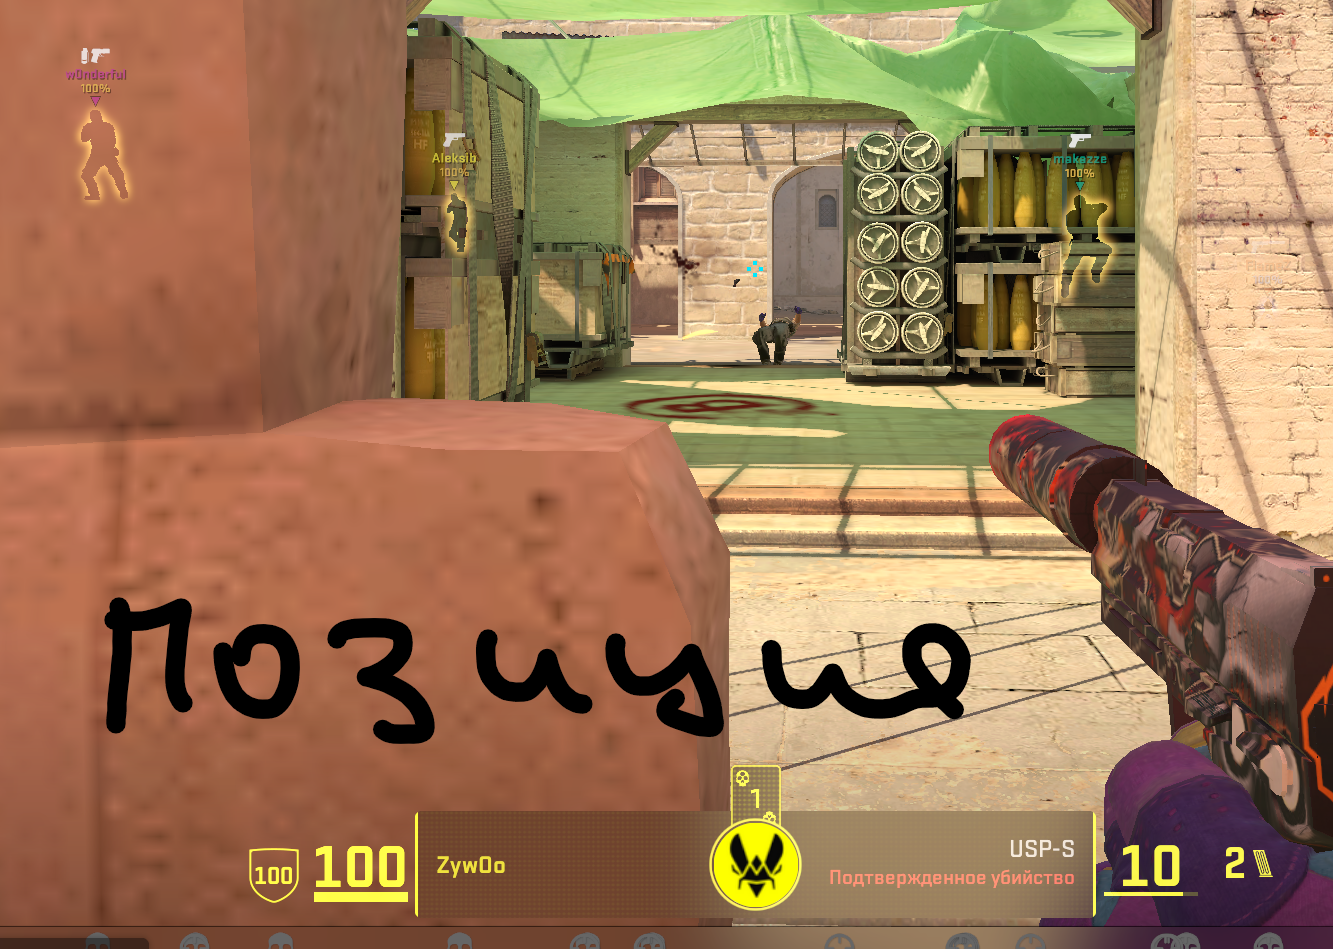 w0nderful
100%
Aleksib
100%
makazze
100%
Позиция
1
100
100
ZywOo
USP-S
Подтвержденное убийство
10
2